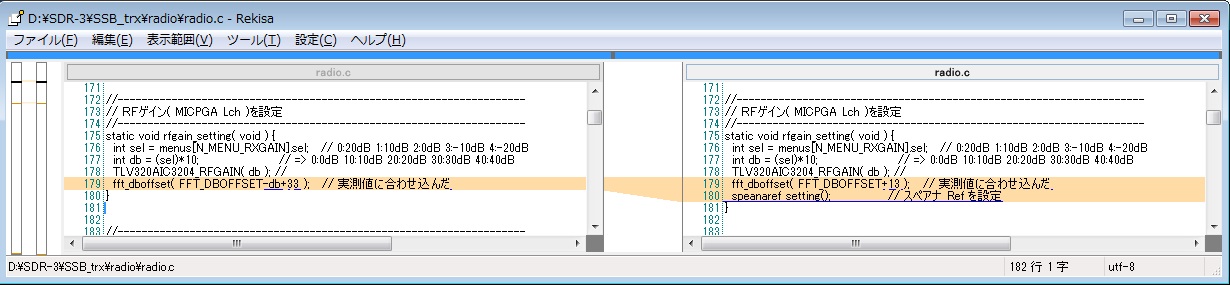 D:¥SDR-3¥SSB_trx¥radio¥radio.c - Rekisa
ファイル(F) 編集(E) 表示範囲(V) ツール(T) 設定(C) ヘルプ(H)
radio.c
171
172 //--------------------------------------------------------------------
173 // RFゲイン( MICPGA Lch )を設定
174 //--------------------------------------------------------------------
175 static void rfgain_setting( void ) {
176 int sel = menus[N_MENU_RXGAIN].sel; // 0:20dB 1:10dB 2:0dB 3:-10dB 4:-20dB
177 int db = (sel)*10; // => 0:0dB 10:10dB 20:20dB 30:30dB 40:40dB
178 TLV320AIC3204_RFGAIN( db ); //
179 fft_dboffset( FFT_DBOFFSET-db+33 ); // 実測値に合わせ込んだ
180 }
181
182
183 //--------------------------------------------------------------------
radio.c
171
172 //--------------------------------------------------------------------
173 // RFゲイン( MICPGA Lch )を設定
174 //--------------------------------------------------------------------
175 static void rfgain_setting( void ) {
176 int sel = menus[N_MENU_RXGAIN].sel; // 0:20dB 1:10dB 2:0dB 3:-10dB 4:-20dB
177 int db = (sel)*10; // => 0:0dB 10:10dB 20:20dB 30:30dB 40:40dB
178 TLV320AIC3204_RFGAIN( db ); //
179 fft_dboffset( FFT_DBOFFSET+13 ); // 実測値に合わせ込んだ
180 speanaref_setting(); // スペアナ Ref を設定
181 }
182
183 //--------------------------------------------------------------------
D:¥SDR-3¥SSB_trx¥radio¥radio.c 182 行 1 字 utf-8